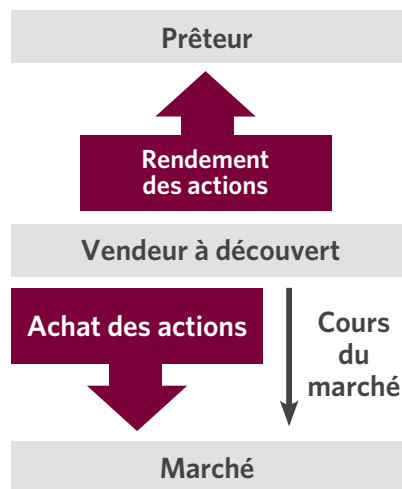 Prêteur
Rendement
des actions
Vendeur à découvert
Achat des actions
Cours
du
marché
Marché